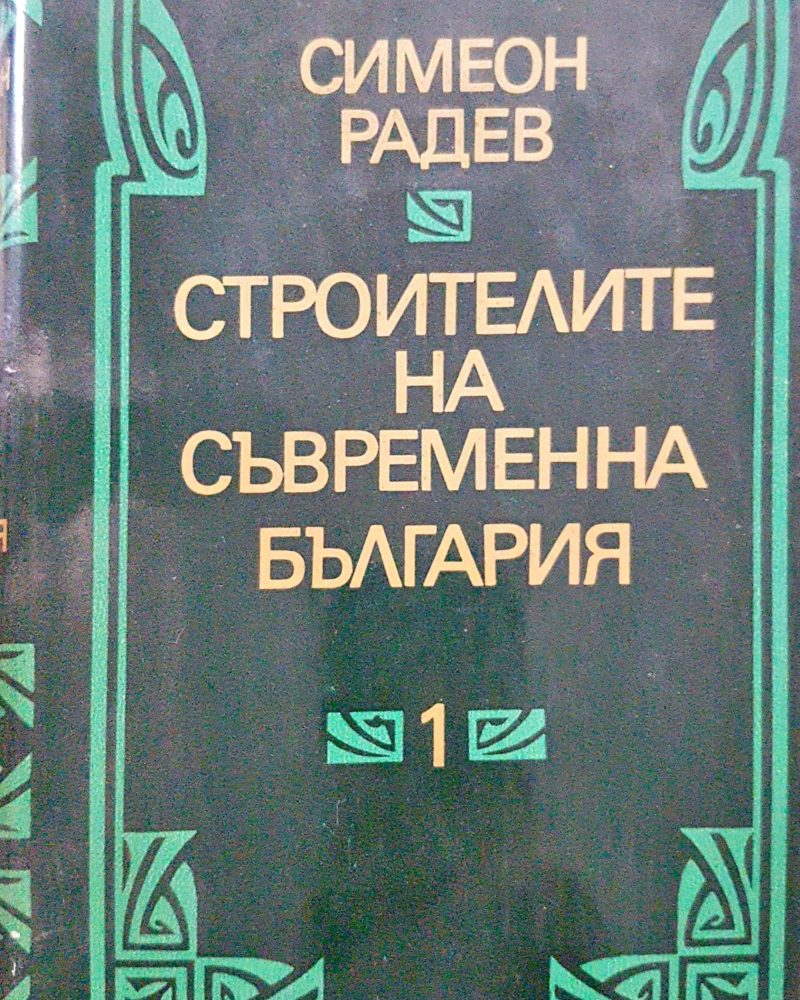 СИМЕОН
РАДЕВ
СТРОИТЕЛИТЕ
НА
СЪВРЕМЕННА
БЪЛГАРИЯ
1